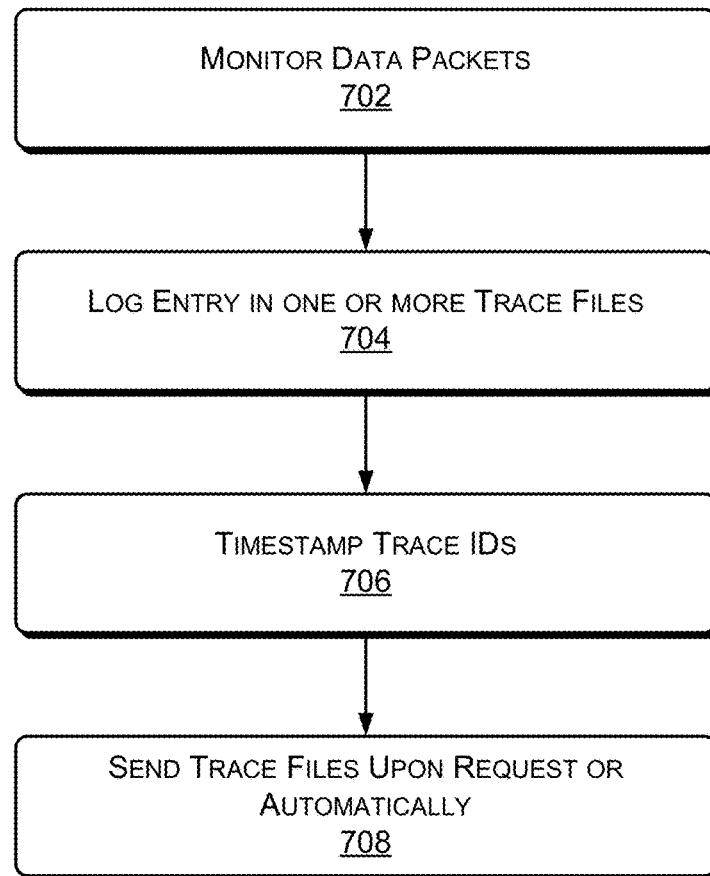 MONITOR DATA PACKETS
702
LOG ENTRY IN ONE OR MORE TRACE FILES
704
TIMESTAMP TRACE IDS
706
SEND TRACE FILES UPON REQUEST OR
AUTOMATICALLY
708